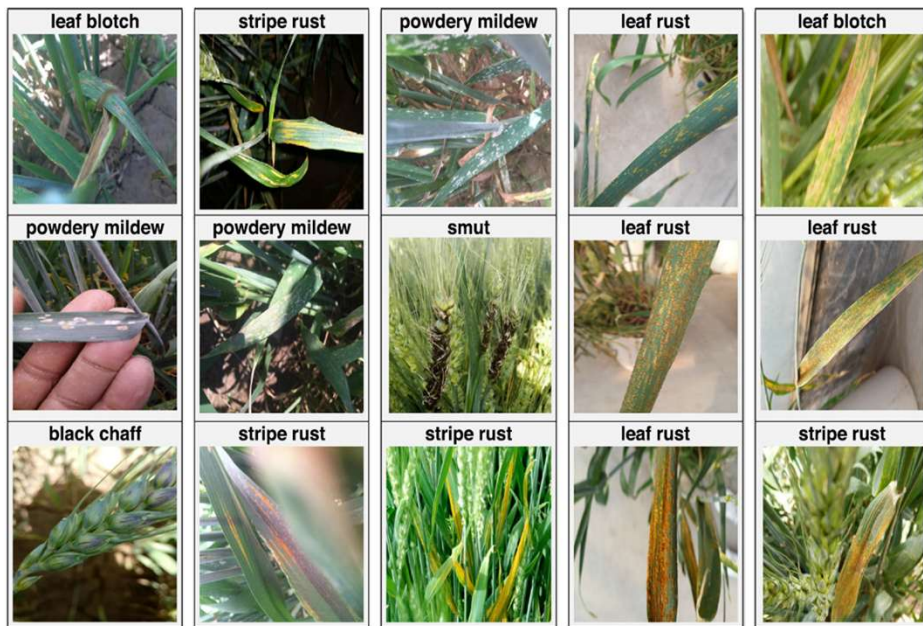 leaf blotch
stripe rust
powdery mildew
leaf rust
leaf blotch
powdery mildew
powdery mildew
smut
leaf rust
leaf rust
black chaff
stripe rust
stripe rust
leaf rust
stripe rust